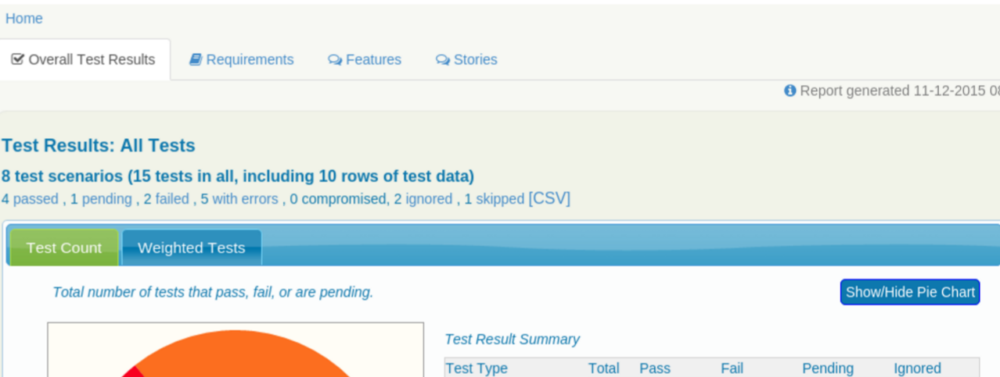 Home
Overall Test Results Requirements Features Stories
Report generated 11-12-2015
Test Results: All Tests
8 test scenarios (15 tests in all, including 10 rows of test data)
4 passed , 1 pending , 2 failed , 5 with errors , 0 compromised, 2 ignored , 1 skipped [CSV]
Test Count Weighted Tests
Total number of tests that pass, fail, or are pending.
Show/Hide Pie Chart
Test Result Summary
Test Type Total Pass Fail Pending Ignored